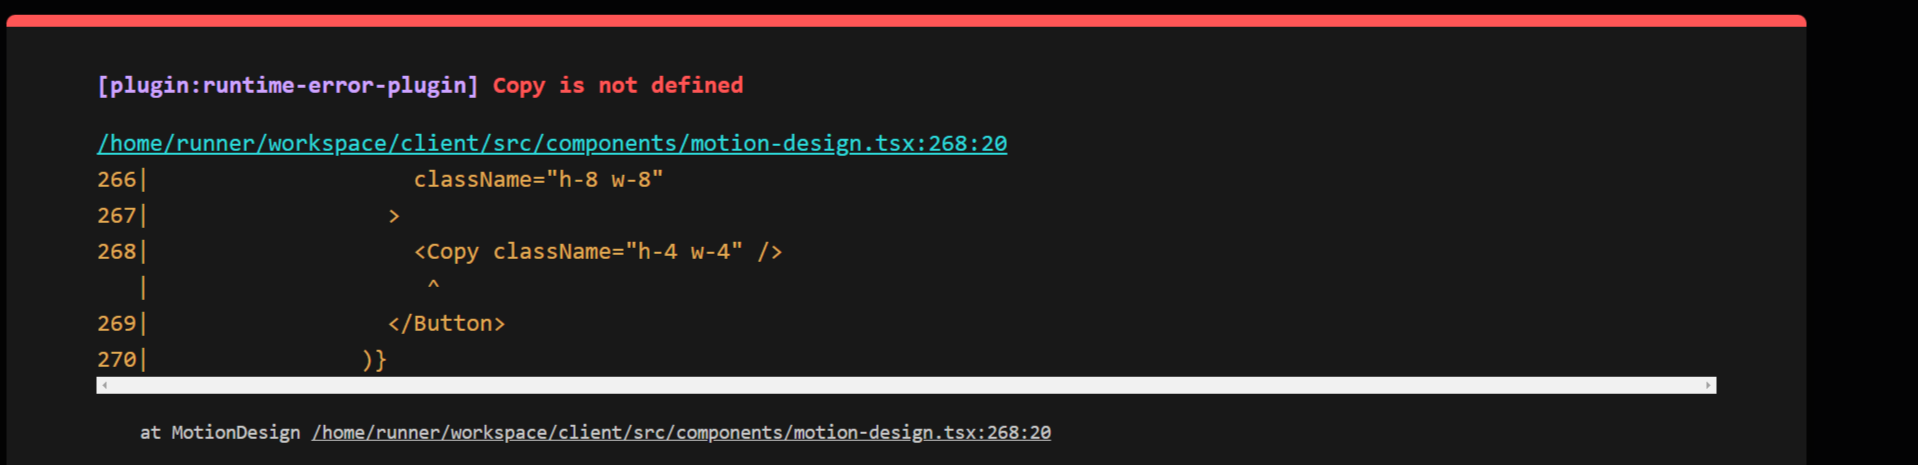 [plugin:runtime-error-plugin] Copy is not defined
/home/runner/workspace/client/src/components/motion-design.tsx:268:20
266|                    className="h-8 w-8"
267|                  >
268|                    <Copy className="h-4 w-4" />
   |                     ^
269|                  </Button>
270|                )}
at MotionDesign /home/runner/workspace/client/src/components/motion-design.tsx:268:20